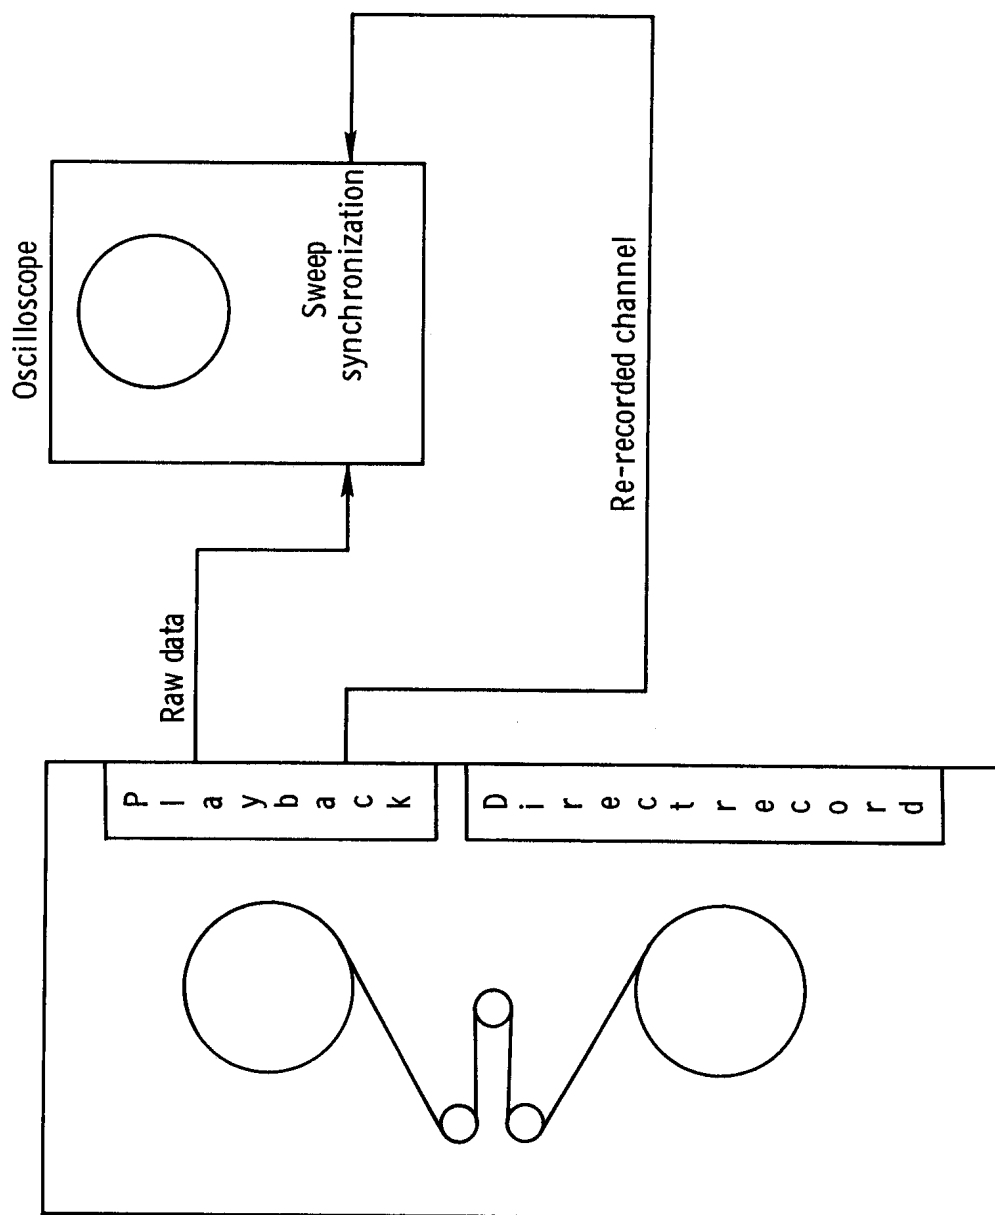 Oscilloscope
Sweep
synchronization
Raw data
Re-recorded channel
Playback
Direct record